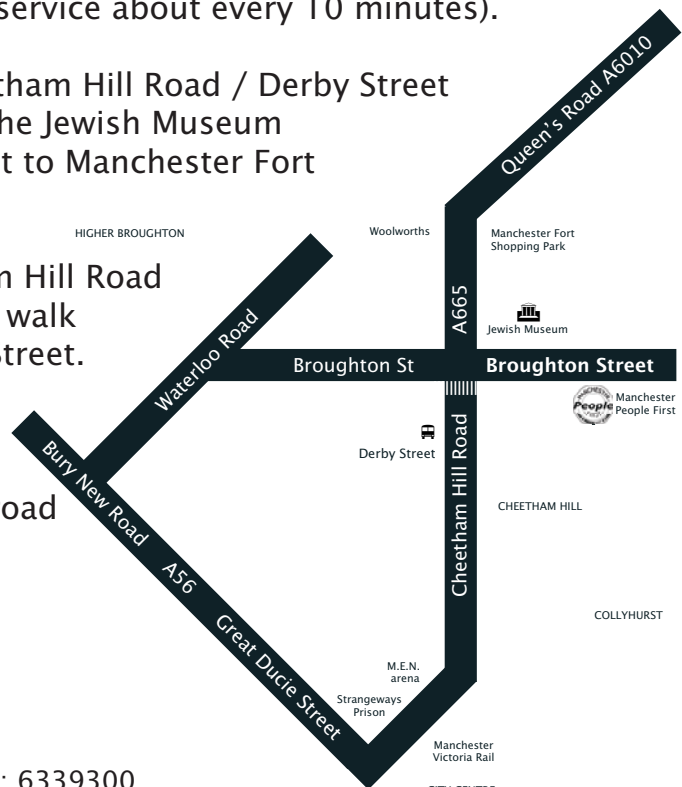 service about every 10 minutes).
tham Hill Road / Derby Street
he Jewish Museum
t to Manchester Fort
Queen's Road A6010
HIGHER BROUGHTON
Woolworths
Manchester Fort
Shopping Park
Hill Road
walk
Street.
A665
Jewish Museum
Waterloo Road
Broughton St
Broughton Street
People
Manchester
People First
Derby Street
Cheetham Hill Road
Bury New Road
oad
CHEETHAM HILL
A56
COLLYHURST
Great Ducie Street
M.E.N.
arena
Strangeways
Prison
Manchester
Victoria Rail
: 6339300